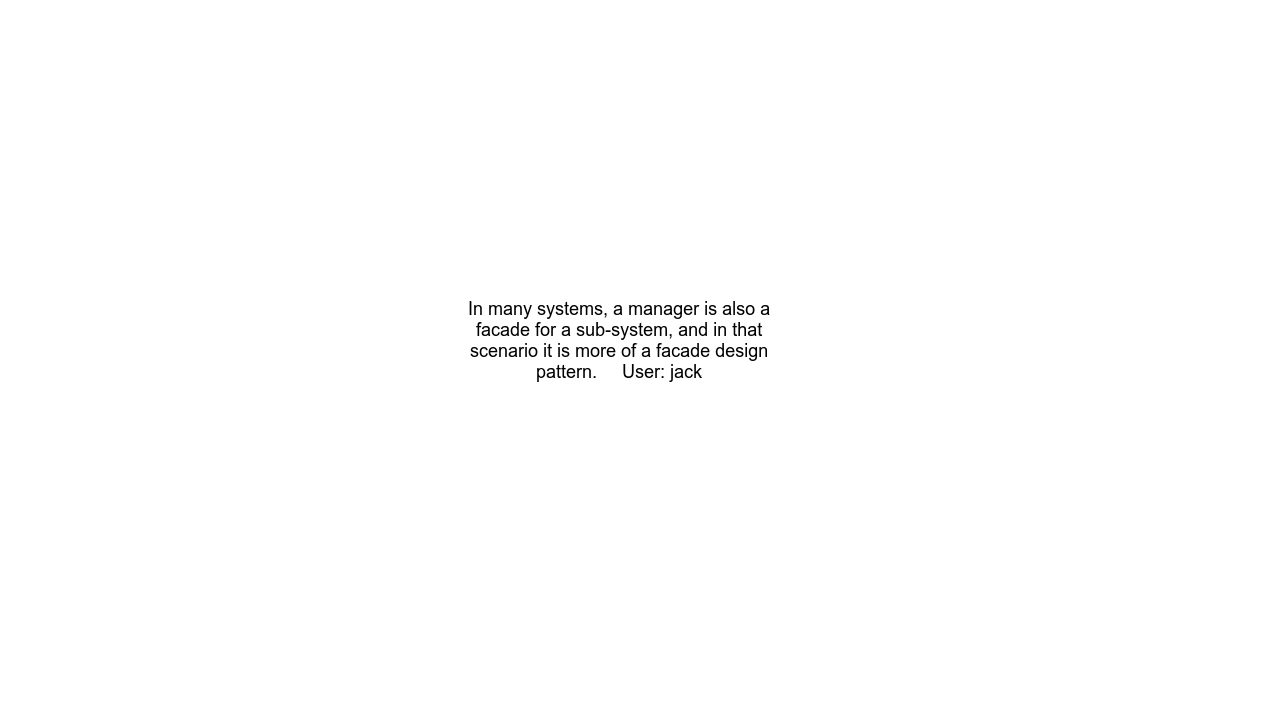 In many systems, a manager is also a
facade for a sub-system, and in that
scenario it is more of a facade design
pattern.     User: jack